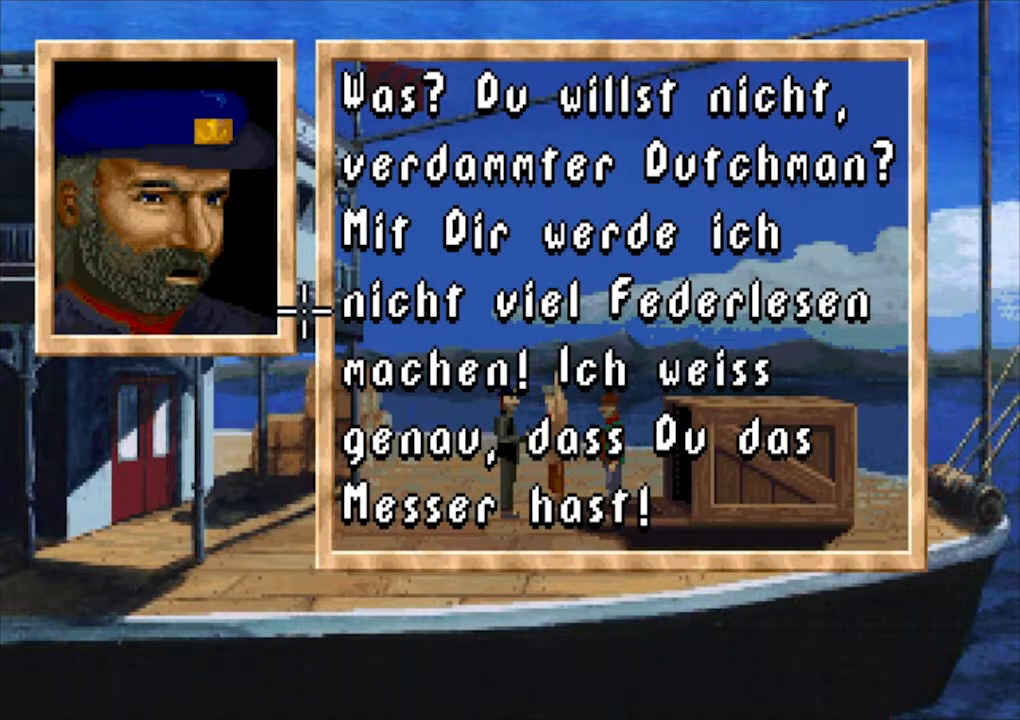 Was? Du willst nicht,
verdammter Dutchman?
Mit Dir werde ich
nicht viel Federlesen
machen! Ich weiss
genau, dass Du das
Messer hast!